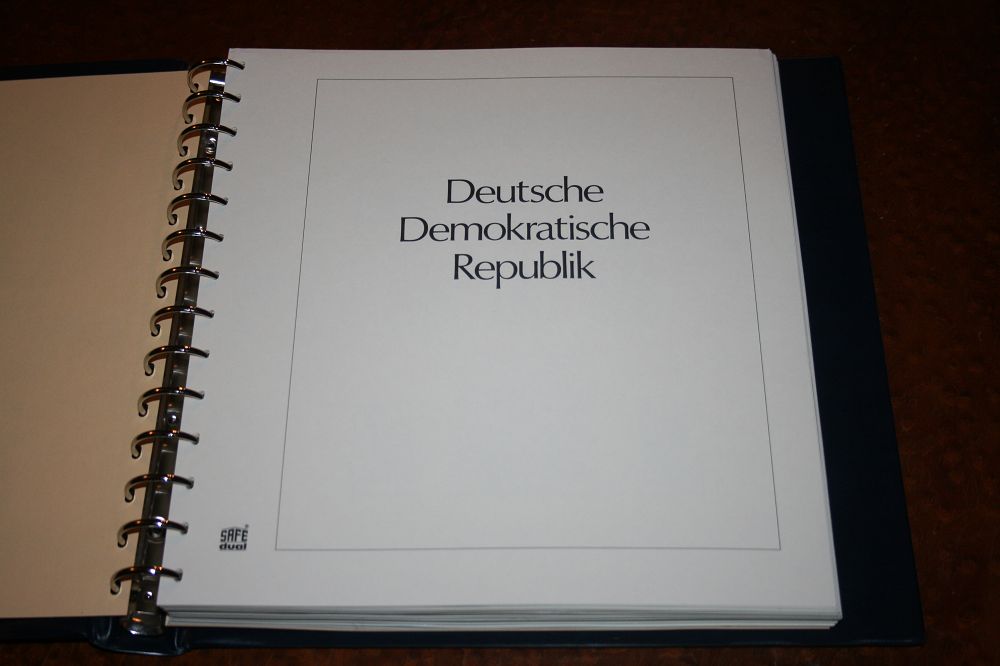 Deutsche
Demokratische
Republik
SAFE®
dual